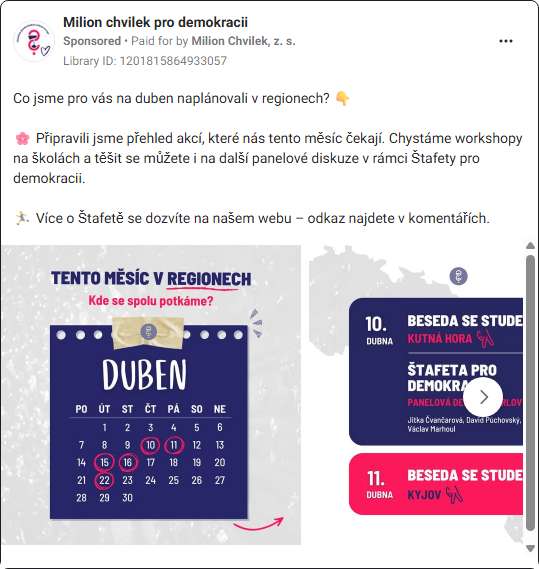 Milion chvilek pro demokracii
Sponsored • Paid for by Milion Chvilek, z. s.
Library ID: 1201815864933057
Co jsme pro vás na duben naplánovali v regionech? 👇
🌸 Připravili jsme přehled akcí, které nás tento měsíc čekají. Chystáme workshopy
na školách a těšit se můžete i na další panelové diskuze v rámci Štafety pro
demokracii.
🏃 Více o Štafetě se dozvíte na našem webu – odkaz najdete v komentářích.
TENTO MĚSÍC V REGIONECH
Kde se spolu potkáme?
DUBEN
PO ÚT ST ČT PÁ SO NE
1 2 3 4 5 6
7 8 9 10 11 12 13
14 15 16 17 18 19 20
21 22 23 24 25 26 27
28 29 30
10.
DUBNA
BESEDA SE STUDE
KUTNÁ HORA
ŠTAFETA PRO
DEMOKRA
PANELOVÁ DE
Jitka Čvančarová, David Puchovský,
Václav Marhoul
11.
DUBNA
BESEDA SE STUDE
KYJOV